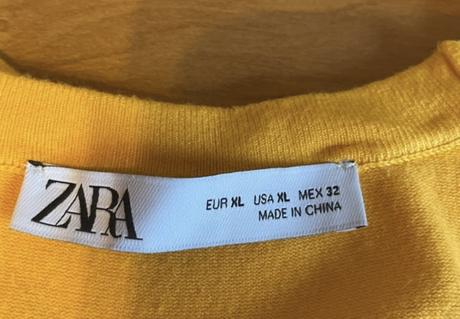 ZARA
EUR XL USA XL MEX 32
MADE IN CHINA